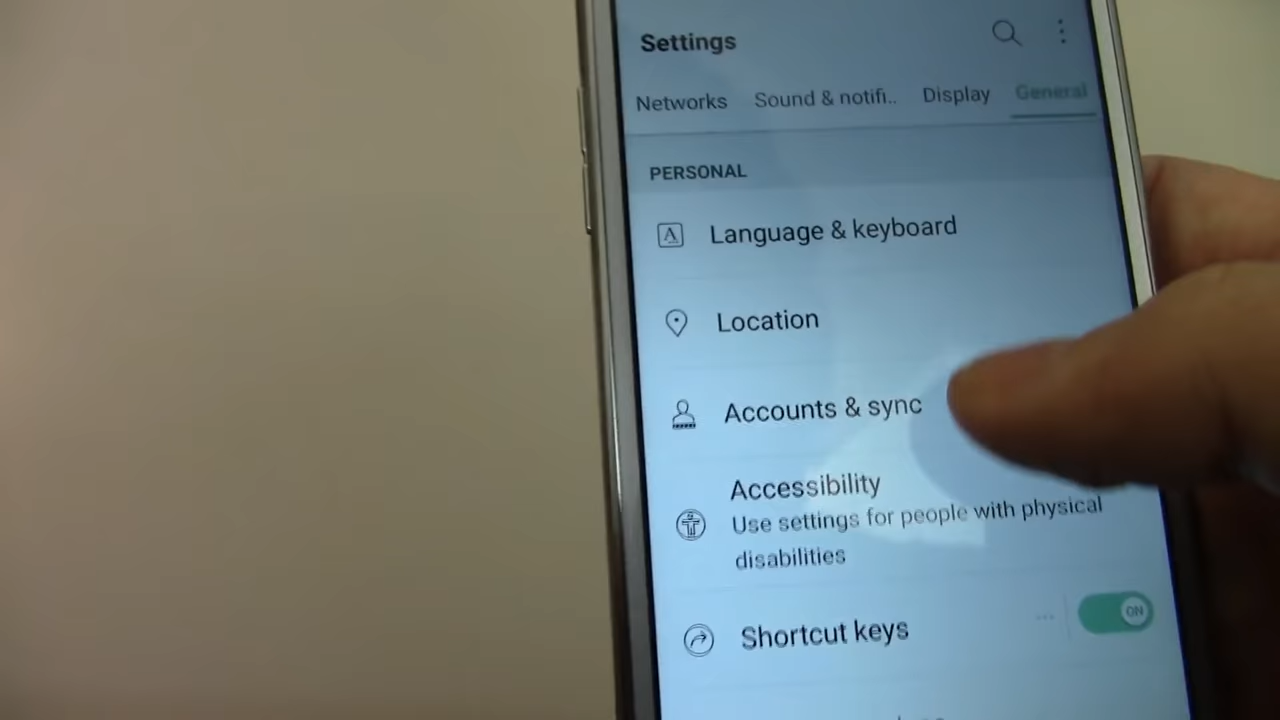 Settings
Networks Sound & notifi.. Display General
PERSONAL
Language & keyboard
Location
Accounts & sync
Accessibility
Use settings for people with physical
disabilities
Shortcut keys
ON